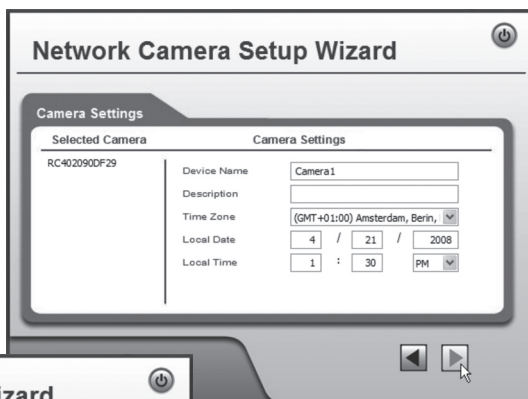 Network Camera Setup Wizard
Camera Settings
Selected Camera Camera Settings
RC402090DF29
Device Name Camera1
Description
Time Zone (GMT+01:00) Amsterdam, Berin,
Local Date 4 / 21 / 2008
Local Time 1 : 30 PM